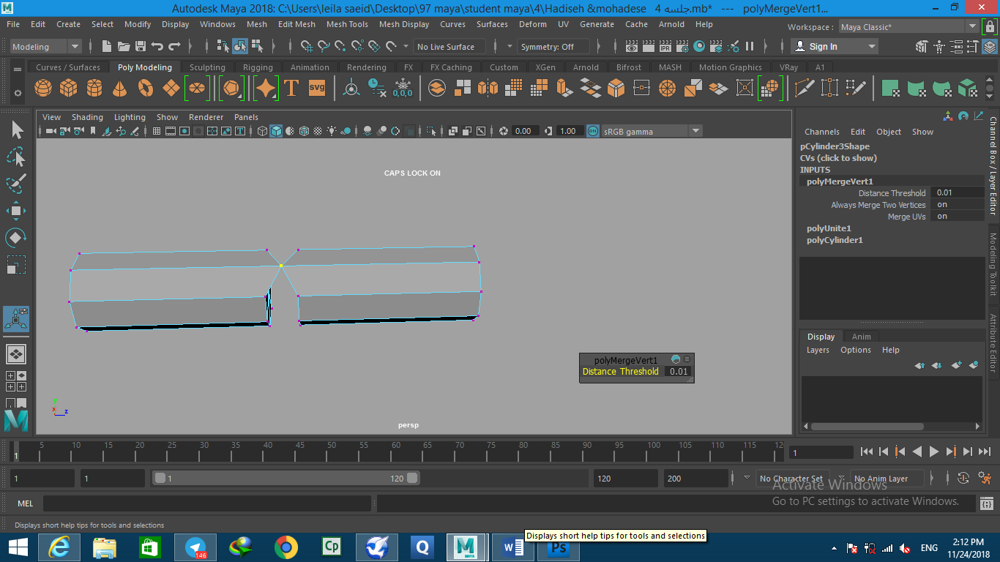 Autodesk Maya 2018: C:\Users\leila saeid\Desktop\97 maya\student maya\4\Hadiseh &mohadese 4 جلسه.mb* --- polyMergeVert1...
File Edit Create Select Modify Display Windows Mesh Edit Mesh Mesh Tools Mesh Display Curves Surfaces Deform UV Generate Cache Arnold Help
Workspace : Maya Classic*
Modeling No Live Surface Symmetry: Off Sign In
Curves / Surfaces Poly Modeling Sculpting Rigging Animation Rendering FX FX Caching Custom XGen Arnold Bifrost MASH Motion Graphics VRay A1
T SVG 0,0,0
View Shading Lighting Show Renderer Panels
IPR
0.00 1.00 ON sRGB gamma
CAPS LOCK ON
polyMergeVert1
Distance Threshold 0.01
y
x z
persp
Channels Edit Object Show
pCylinder3Shape
CVs (click to show)
INPUTS
polyMergeVert1
Distance Threshold 0.01
Always Merge Two Vertices on
Merge UVs on
polyUnite1
polyCylinder1
Display Anim
Layers Options Help
Channel Box / Layer Editor
Modeling Toolkit
Attribute Editor
5 10 15 20 25 30 35 40 45 50 55 60 65 70 75 80 85 90 95 100 105 110 115 12
1 1
1 1 1 120 120 200 No Character Set No Anim Layer
Activate Windows
Go to PC settings to activate Windows.
MEL
Displays short help tips for tools and selections
Displays short help tips for tools and selections
146 Cp Q MAYA W Ps
ENG 2:12 PM
11/24/2018